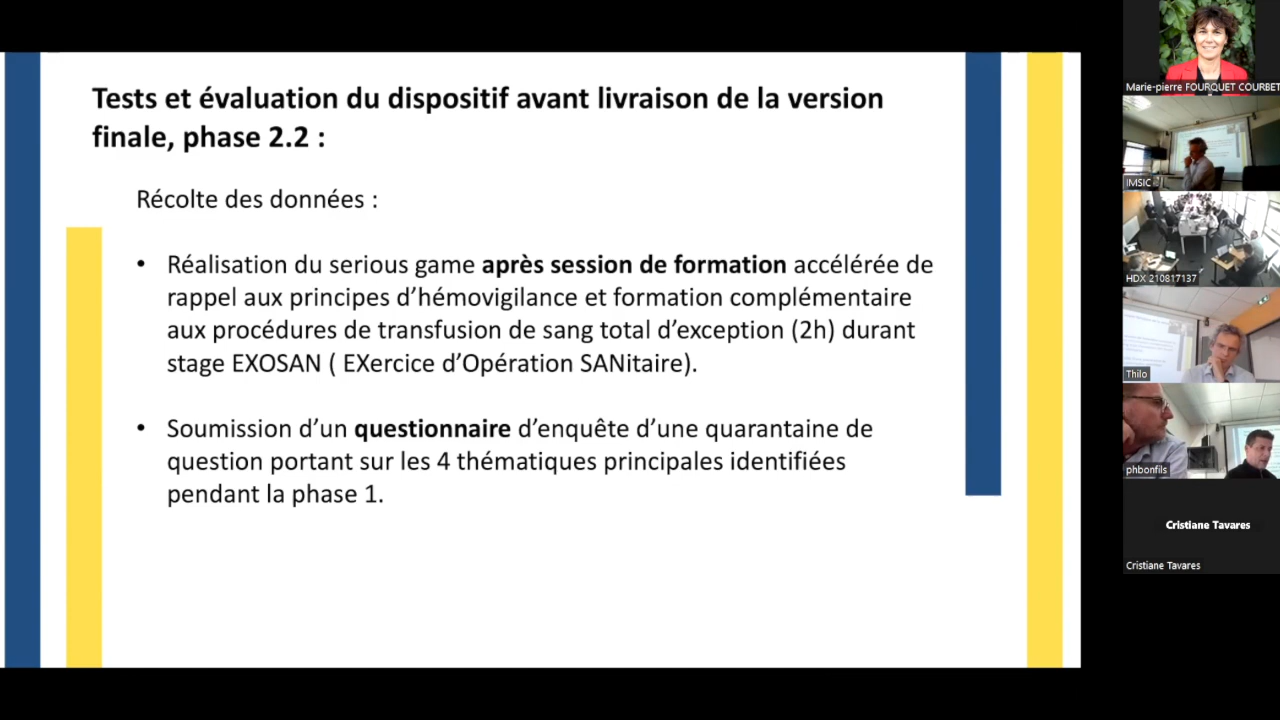 Tests et évaluation du dispositif avant livraison de la version
finale, phase 2.2 :
Récolte des données :
• Réalisation du serious game après session de formation accélérée de
rappel aux principes d’hémovigilance et formation complémentaire
aux procédures de transfusion de sang total d’exception (2h) durant
stage EXOSAN ( EXercice d’Opération SANitaire).
• Soumission d’un questionnaire d’enquête d’une quarantaine de
question portant sur les 4 thématiques principales identifiées
pendant la phase 1.
Marie-pierre FOURQUET COURBET
IMSIC
HDX 210817137
Thilo
phbonfils
Cristiane Tavares
Cristiane Tavares